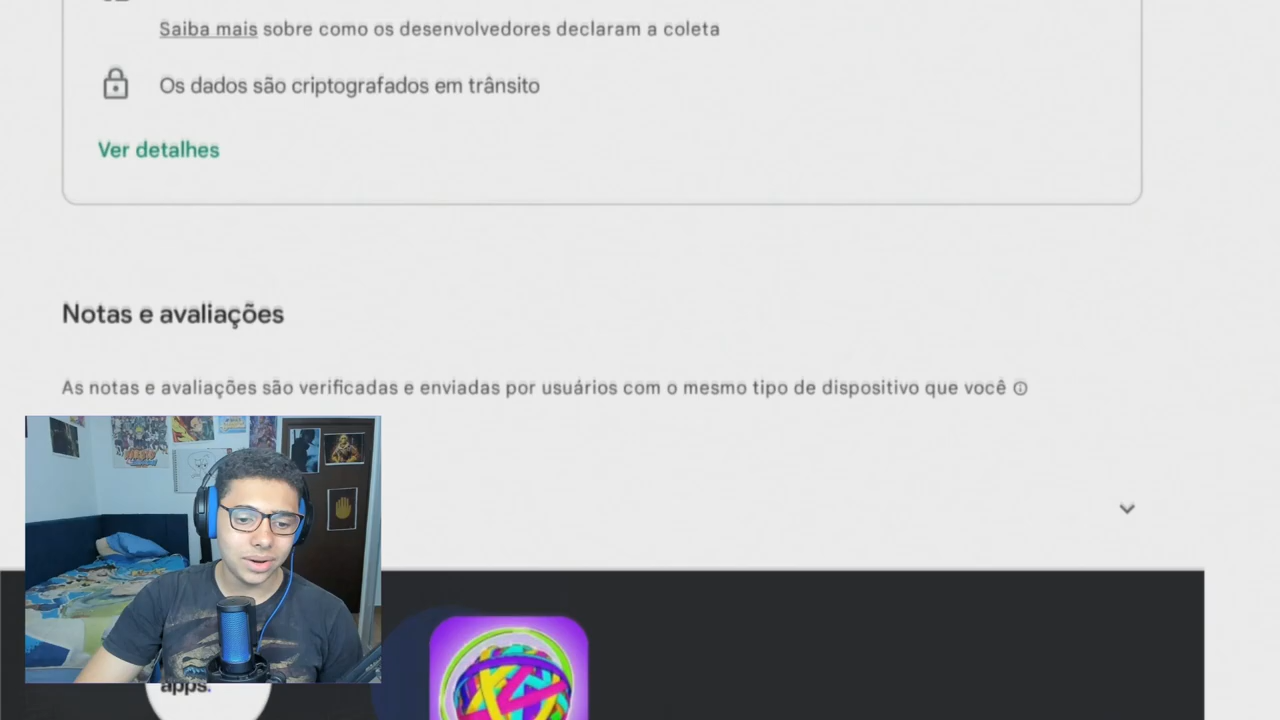 Saiba mais sobre como os desenvolvedores declaram a coleta
Os dados são criptografados em trânsito
Ver detalhes
Notas e avaliações
As notas e avaliações são verificadas e enviadas por usuários com o mesmo tipo de dispositivo que você
apps.